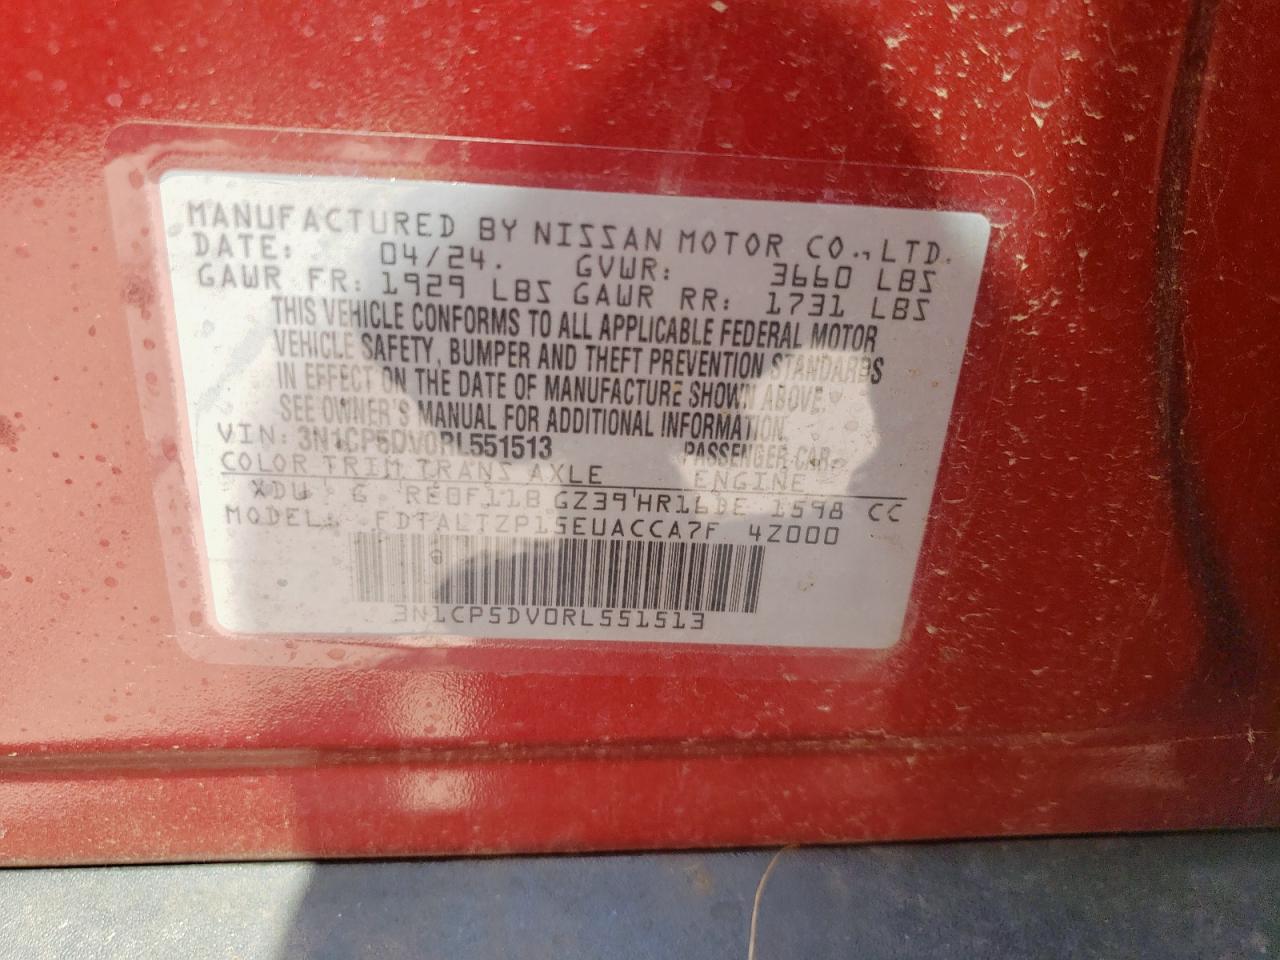 MANUFACTURED BY NISSAN MOTOR CO.,LTD.
DATE: 04/24. GVWR: 3660 LBS
GAWR FR: 1929 LBS GAWR RR: 1731 LBS
THIS VEHICLE CONFORMS TO ALL APPLICABLE FEDERAL MOTOR
VEHICLE SAFETY, BUMPER AND THEFT PREVENTION STANDARDS
IN EFFECT ON THE DATE OF MANUFACTURE SHOWN ABOVE.
SEE OWNER'S MANUAL FOR ADDITIONAL INFORMATION.
VIN: 3N1CP5DV0RL551513 PASSENGER CAR
COLOR TRIM TRANS AXLE ENGINE
XDU G RE0F11B GZ39 HR16DE 1598 CC
MODEL: FDTALTZP15EUACCA7F 4Z000
3N1CP5DV0RL551513